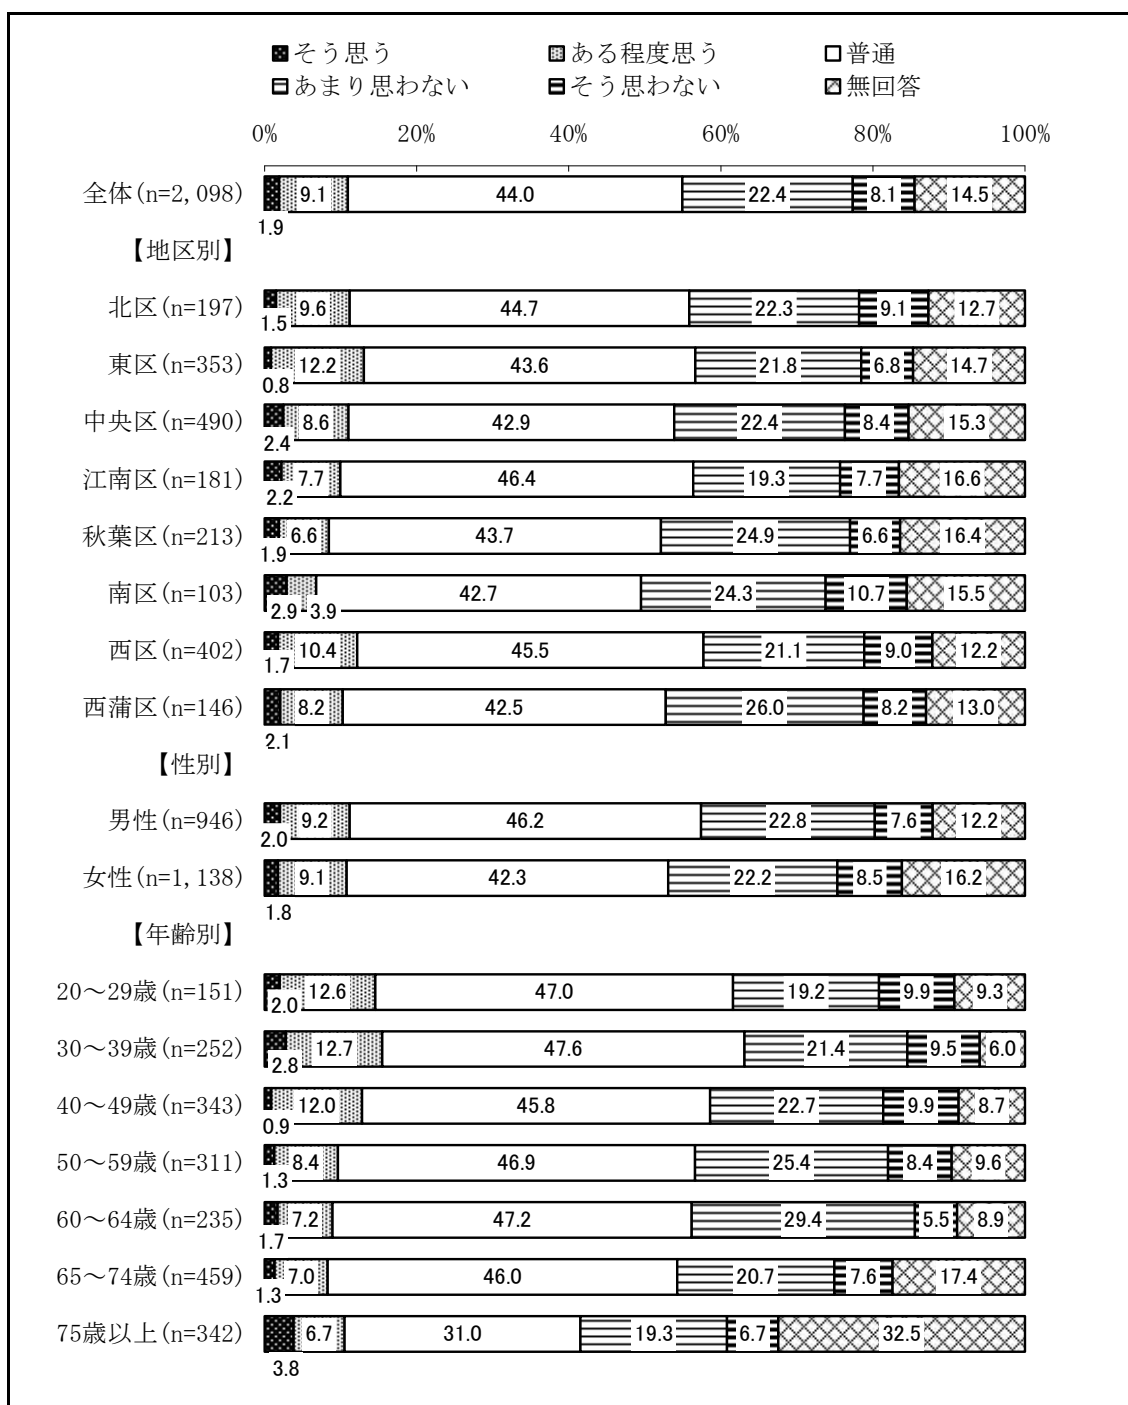 そう思う ある程度思う 普通
あまり思わない そう思わない 無回答
0% 20% 40% 60% 80% 100%
全体(n=2,098) 1.9 9.1 44.0 22.4 8.1 14.5
【地区別】
北区(n=197) 1.5 9.6 44.7 22.3 9.1 12.7
東区(n=353) 0.8 12.2 43.6 21.8 6.8 14.7
中央区(n=490) 2.4 8.6 42.9 22.4 8.4 15.3
江南区(n=181) 2.2 7.7 46.4 19.3 7.7 16.6
秋葉区(n=213) 1.9 6.6 43.7 24.9 6.6 16.4
南区(n=103) 2.9 3.9 42.7 24.3 10.7 15.5
西区(n=402) 1.7 10.4 45.5 21.1 9.0 12.2
西蒲区(n=146) 2.1 8.2 42.5 26.0 8.2 13.0
【性別】
男性(n=946) 2.0 9.2 46.2 22.8 7.6 12.2
女性(n=1,138) 1.8 9.1 42.3 22.2 8.5 16.2
【年齢別】
20～29歳(n=151) 2.0 12.6 47.0 19.2 9.9 9.3
30～39歳(n=252) 2.8 12.7 47.6 21.4 9.5 6.0
40～49歳(n=343) 0.9 12.0 45.8 22.7 9.9 8.7
50～59歳(n=311) 1.3 8.4 46.9 25.4 8.4 9.6
60～64歳(n=235) 1.7 7.2 47.2 29.4 5.5 8.9
65～74歳(n=459) 1.3 7.0 46.0 20.7 7.6 17.4
75歳以上(n=342) 3.8 6.7 31.0 19.3 6.7 32.5